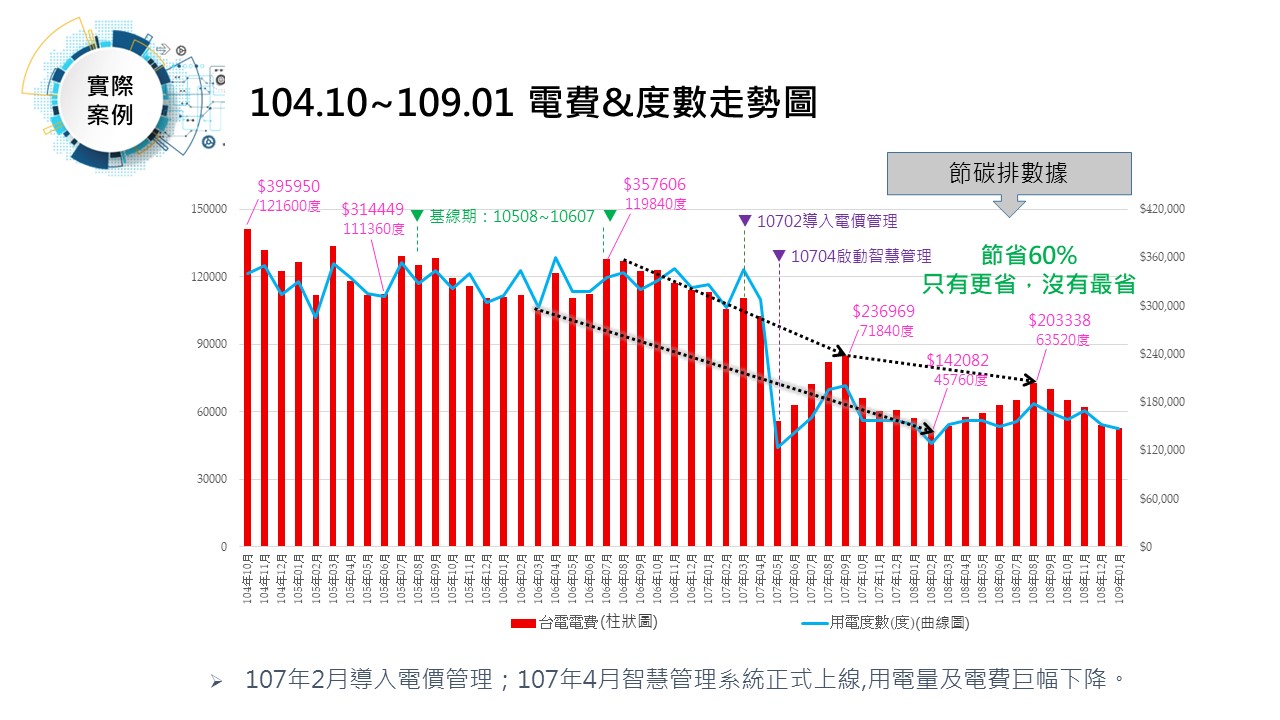 實際
案例
104.10~109.01 電費&度數走勢圖
節碳排數據
$395950
121600度
$314449
111360度
▼ 基線期：10508~10607 ▼
$357606
119840度
▼ 10702導入電價管理
▼ 10704啟動智慧管理
節省60%
只有更省，沒有最省
$236969
71840度
$142082
45760度
$203338
63520度
150000
120000
90000
60000
30000
0
$420,000
$360,000
$300,000
$240,000
$180,000
$120,000
$60,000
$0
104年10月
104年11月
104年12月
105年01月
105年02月
105年03月
105年04月
105年05月
105年06月
105年07月
105年08月
105年09月
105年10月
105年11月
105年12月
106年01月
106年02月
106年03月
106年04月
106年05月
106年06月
106年07月
106年08月
106年09月
106年10月
106年11月
106年12月
107年01月
107年02月
107年03月
107年04月
107年05月
107年06月
107年07月
107年08月
107年09月
107年10月
107年11月
107年12月
108年01月
108年02月
108年03月
108年04月
108年05月
108年06月
108年07月
108年08月
108年09月
108年10月
108年11月
108年12月
109年01月
台電電費(柱狀圖)
用電度數(度)(曲線圖)
➢ 107年2月導入電價管理；107年4月智慧管理系統正式上線,用電量及電費巨幅下降。